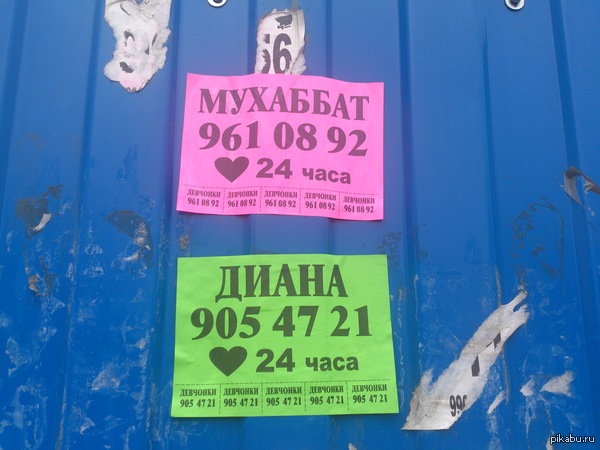 56
МУХАББАТ
961 08 92
24 часа
ДЕВЧОНКИ ДЕВЧОНКИ ДЕВЧОНКИ ДЕВЧОНКИ ДЕВЧОНКИ
961 08 92 961 08 92 961 08 92 961 08 92 961 08 92
ДИАНА
905 47 21
24 часа
ДЕВЧОНКИ ДЕВЧОНКИ ДЕВЧОНКИ ДЕВЧОНКИ ДЕВЧОНКИ
905 47 21 905 47 21 905 47 21 905 47 21 905 47 21
pikabu.ru